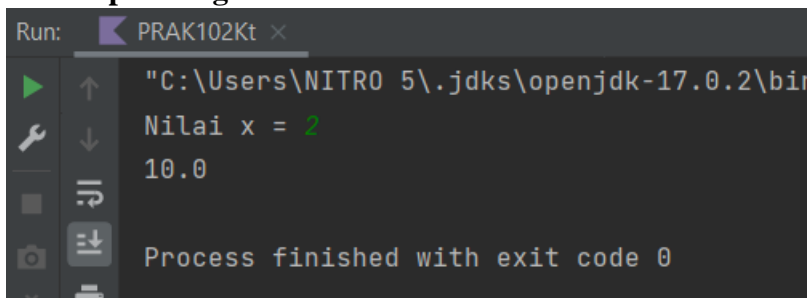 Run: PRAK102Kt ×
"C:\Users\NITRO 5\.jdks\openjdk-17.0.2\bin
Nilai x = 2
10.0
Process finished with exit code 0